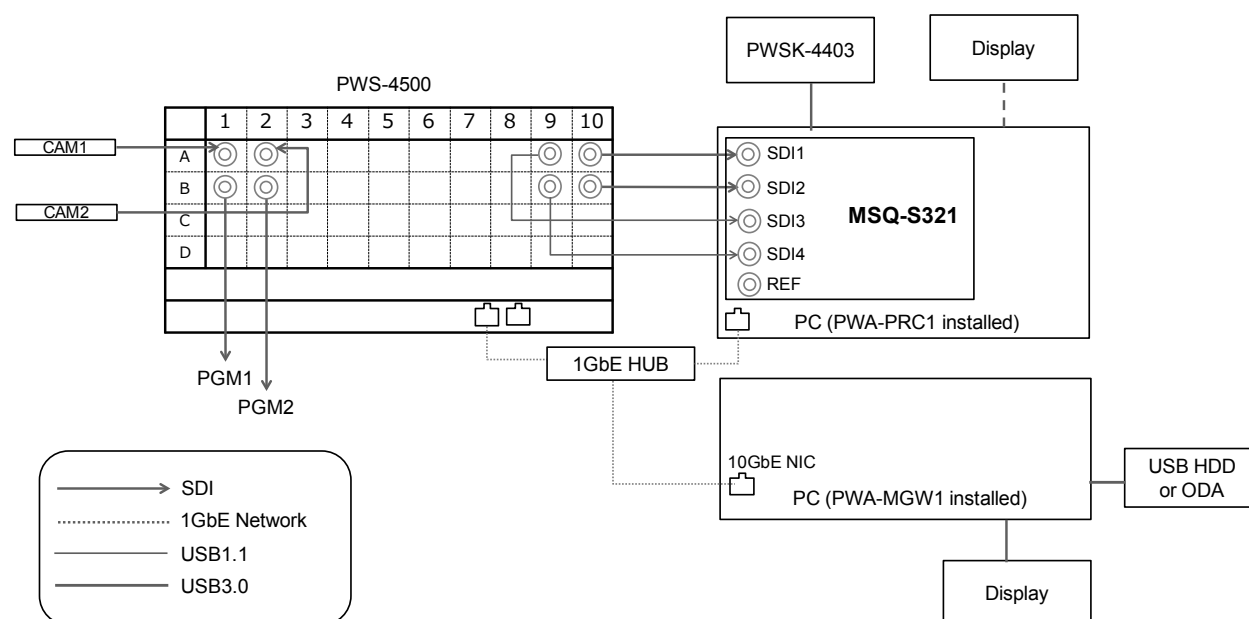 PWSK-4403
Display
PWS-4500
1 2 3 4 5 6 7 8 9 10
CAM1
A
B
CAM2
C
D
SDI1
SDI2
SDI3
SDI4
REF
MSQ-S321
PC (PWA-PRC1 installed)
1GbE HUB
PGM1
PGM2
10GbE NIC
PC (PWA-MGW1 installed)
USB HDD
or ODA
Display
SDI
1GbE Network
USB1.1
USB3.0